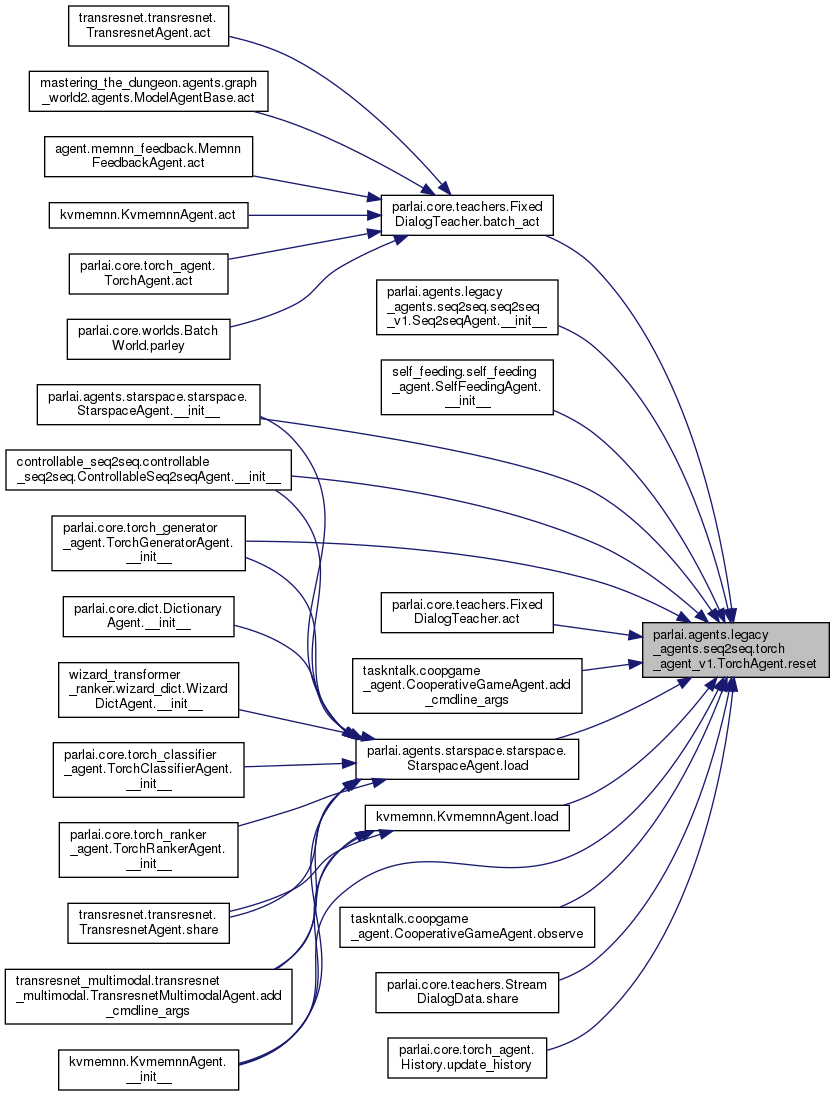 transresnet.transresnet.
TransresnetAgent.act
mastering_the_dungeon.agents.graph
_world2.agents.ModelAgentBase.act
agent.memnn_feedback.Memnn
FeedbackAgent.act
kvmemnn.KvmemnnAgent.act
parlai.core.torch_agent.
TorchAgent.act
parlai.core.worlds.Batch
World.parley
parlai.agents.starspace.starspace.
StarspaceAgent.__init__
controllable_seq2seq.controllable
_seq2seq.ControllableSeq2seqAgent.__init__
parlai.core.torch_generator
_agent.TorchGeneratorAgent.
__init__
parlai.core.dict.Dictionary
Agent.__init__
wizard_transformer
_ranker.wizard_dict.Wizard
DictAgent.__init__
parlai.core.torch_classifier
_agent.TorchClassifierAgent.
__init__
parlai.core.torch_ranker
_agent.TorchRankerAgent.
__init__
transresnet.transresnet.
TransresnetAgent.share
transresnet_multimodal.transresnet
_multimodal.TransresnetMultimodalAgent.add
_cmdline_args
kvmemnn.KvmemnnAgent.
__init__
parlai.core.teachers.Fixed
DialogTeacher.batch_act
parlai.agents.legacy
_agents.seq2seq.seq2seq
_v1.Seq2seqAgent.__init__
self_feeding.self_feeding
_agent.SelfFeedingAgent.
__init__
parlai.core.teachers.Fixed
DialogTeacher.act
taskntalk.coopgame
_agent.CooperativeGameAgent.add
_cmdline_args
parlai.agents.starspace.starspace.
StarspaceAgent.load
kvmemnn.KvmemnnAgent.load
taskntalk.coopgame
_agent.CooperativeGameAgent.observe
parlai.core.teachers.Stream
DialogData.share
parlai.core.torch_agent.
History.update_history
parlai.agents.legacy
_agents.seq2seq.torch
_agent_v1.TorchAgent.reset